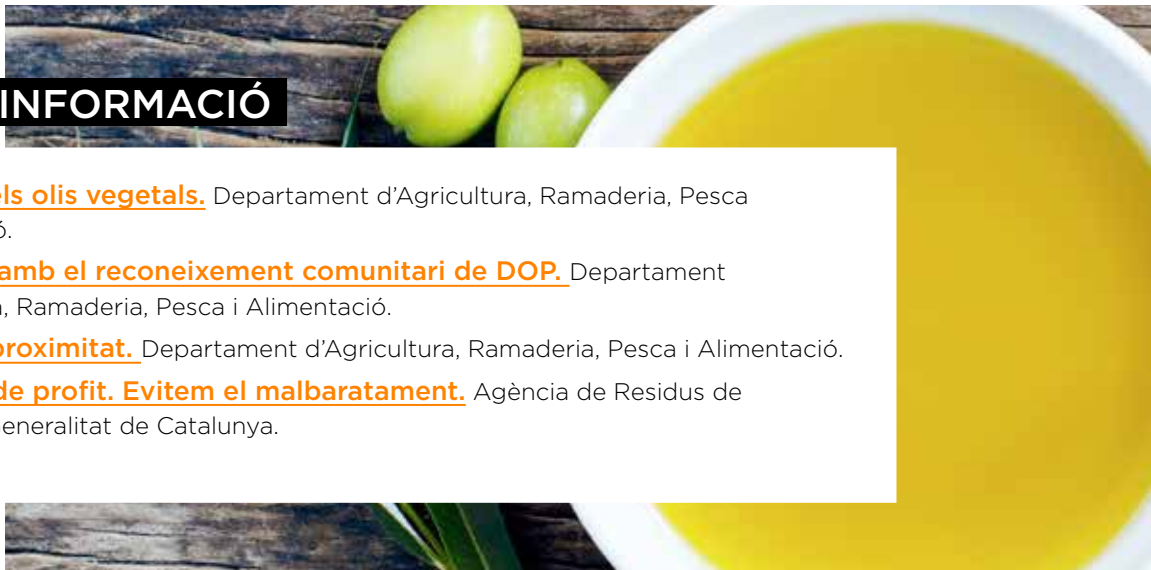 INFORMACIÓ
els olis vegetals. Departament d’Agricultura, Ramaderia, Pesca
ó.
amb el reconeixement comunitari de DOP. Departament
, Ramaderia, Pesca i Alimentació.
proximitat. Departament d’Agricultura, Ramaderia, Pesca i Alimentació.
de profit. Evitem el malbaratament. Agència de Residus de
Generalitat de Catalunya.